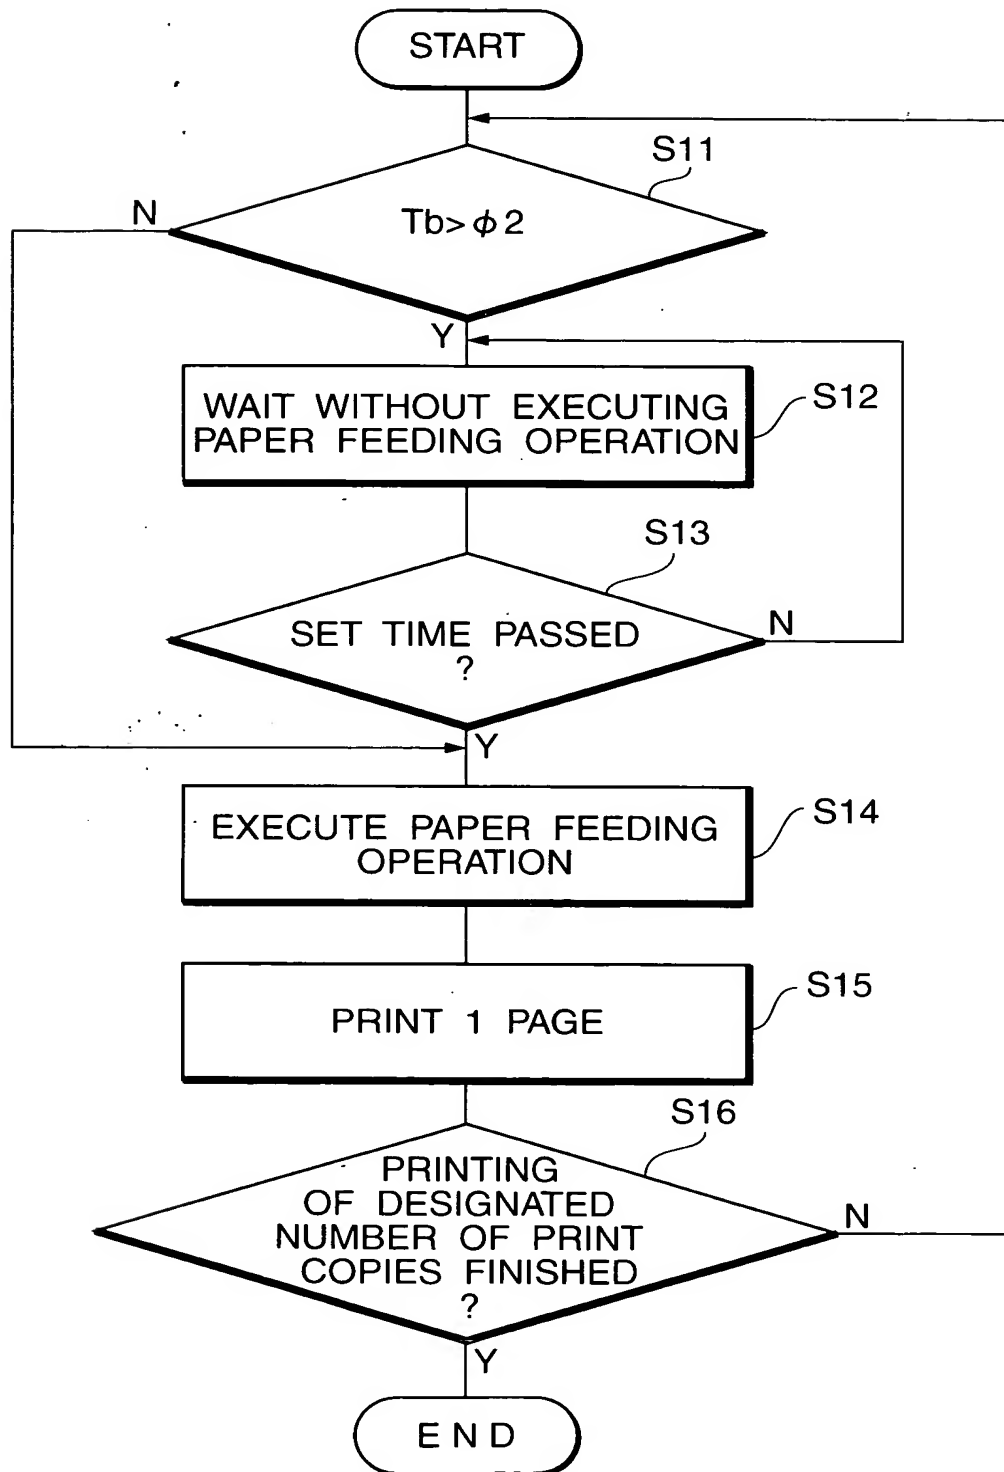 START
S11
N
Tb> φ 2
Y
S12
WAIT WITHOUT EXECUTING
PAPER FEEDING OPERATION
S13
SET TIME PASSED
?
N
Y
S14
EXECUTE PAPER FEEDING
OPERATION
S15
PRINT 1 PAGE
S16
PRINTING
OF DESIGNATED
NUMBER OF PRINT
COPIES FINISHED
?
N
Y
END